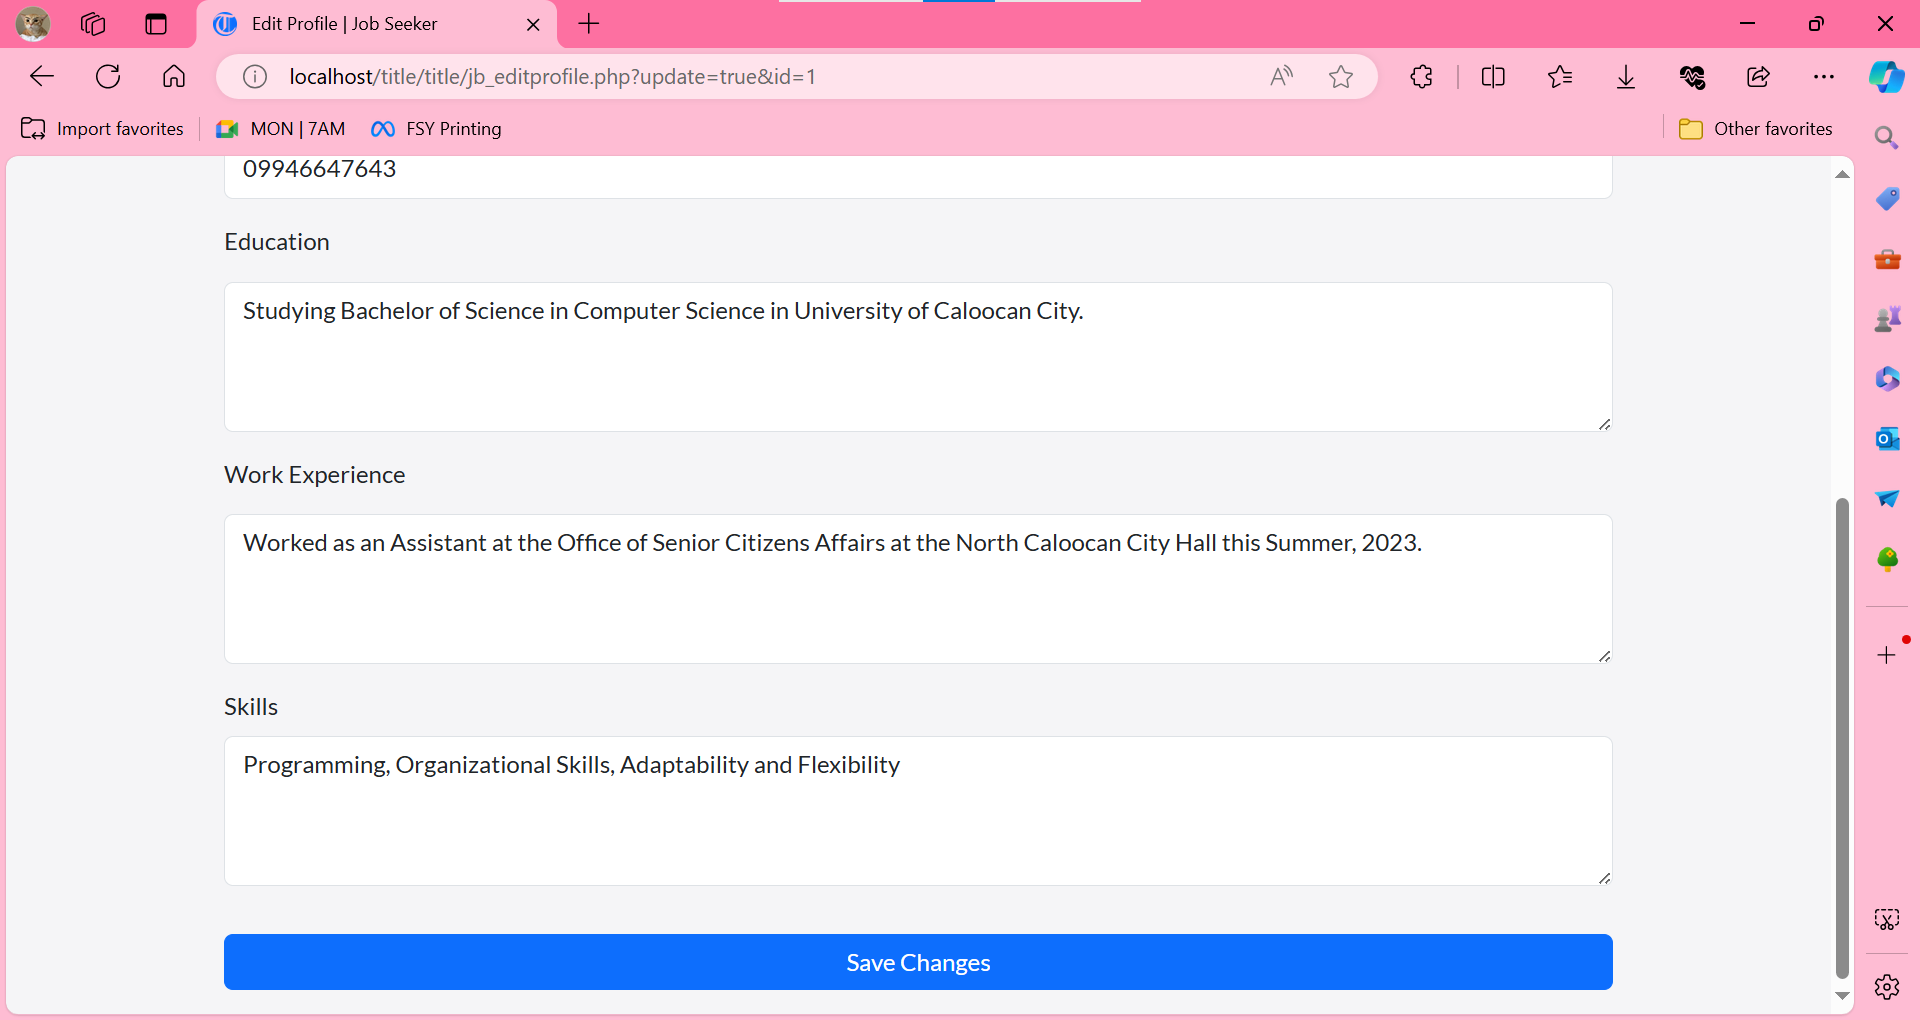 Edit Profile | Job Seeker
localhost/title/title/jb_editprofile.php?update=true&id=1
Import favorites
MON | 7AM
FSY Printing
Other favorites
09946647643
Education
Studying Bachelor of Science in Computer Science in University of Caloocan City.
Work Experience
Worked as an Assistant at the Office of Senior Citizens Affairs at the North Caloocan City Hall this Summer, 2023.
Skills
Programming, Organizational Skills, Adaptability and Flexibility
Save Changes